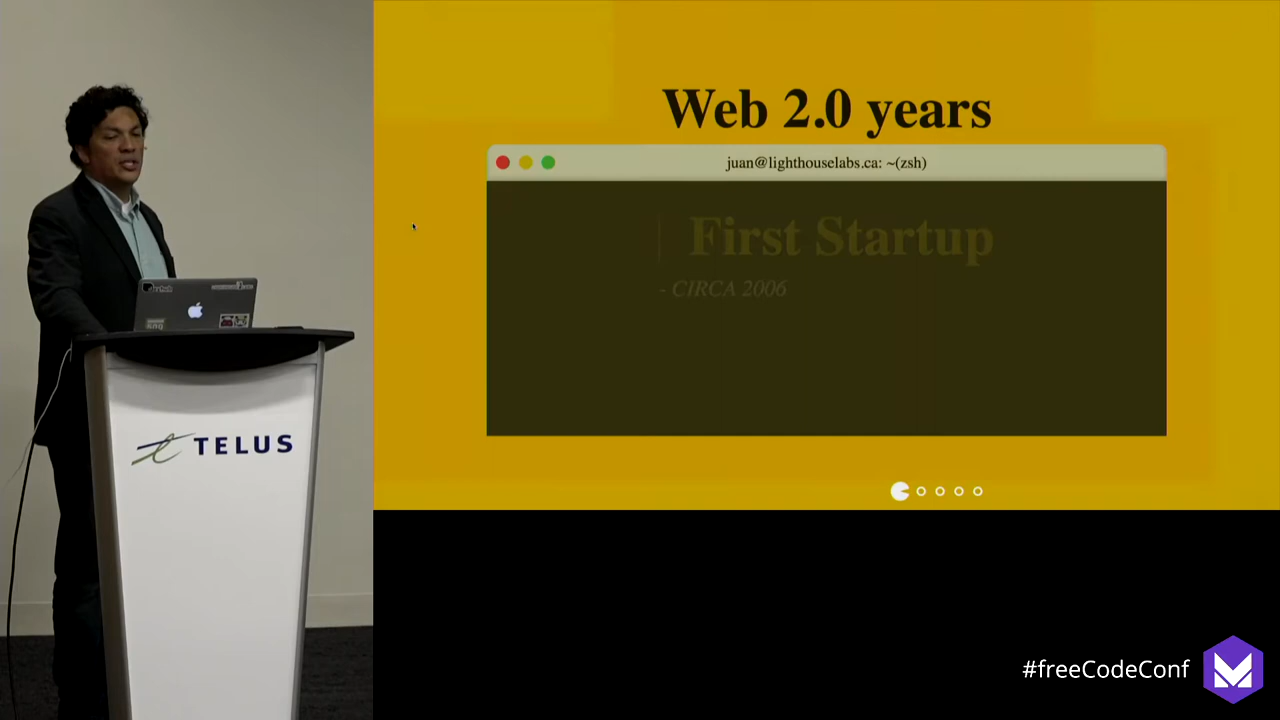 Web 2.0 years
juan@lighthouselabs.ca: ~(zsh)
First Startup
- CIRCA 2006
TELUS
#freeCodeConf